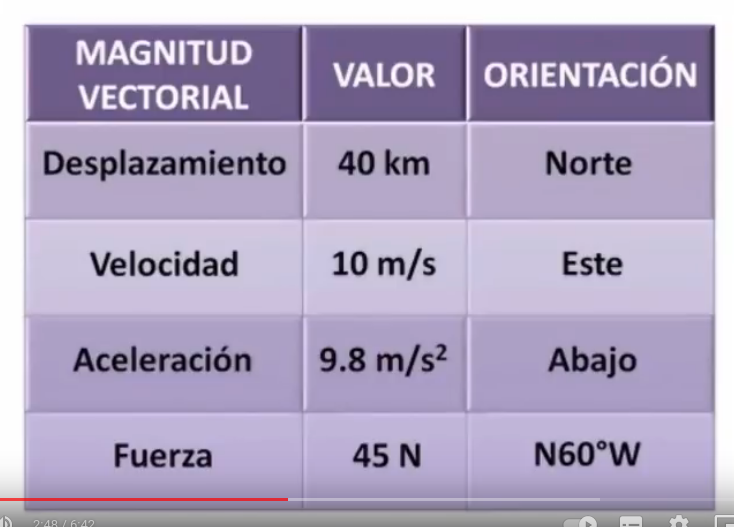 MAGNITUD VECTORIAL VALOR ORIENTACIÓN
Desplazamiento 40 km Norte
Velocidad 10 m/s Este
Aceleración 9.8 m/s² Abajo
Fuerza 45 N N60°W
2:48 / 6:42